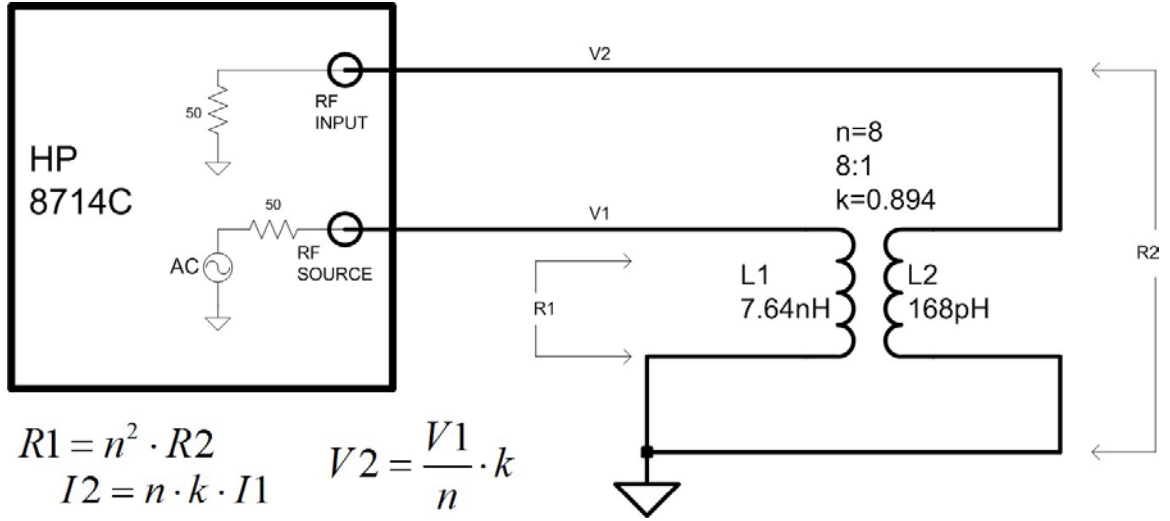 V2
50
RF
INPUT
R2
n=8
8:1
k=0.894
HP
8714C
50
V1
AC
RF
SOURCE
R1
L1
7.64nH
L2
168pH
R1 = n² · R2
I2 = n · k · I1
V2 = V1/n · k